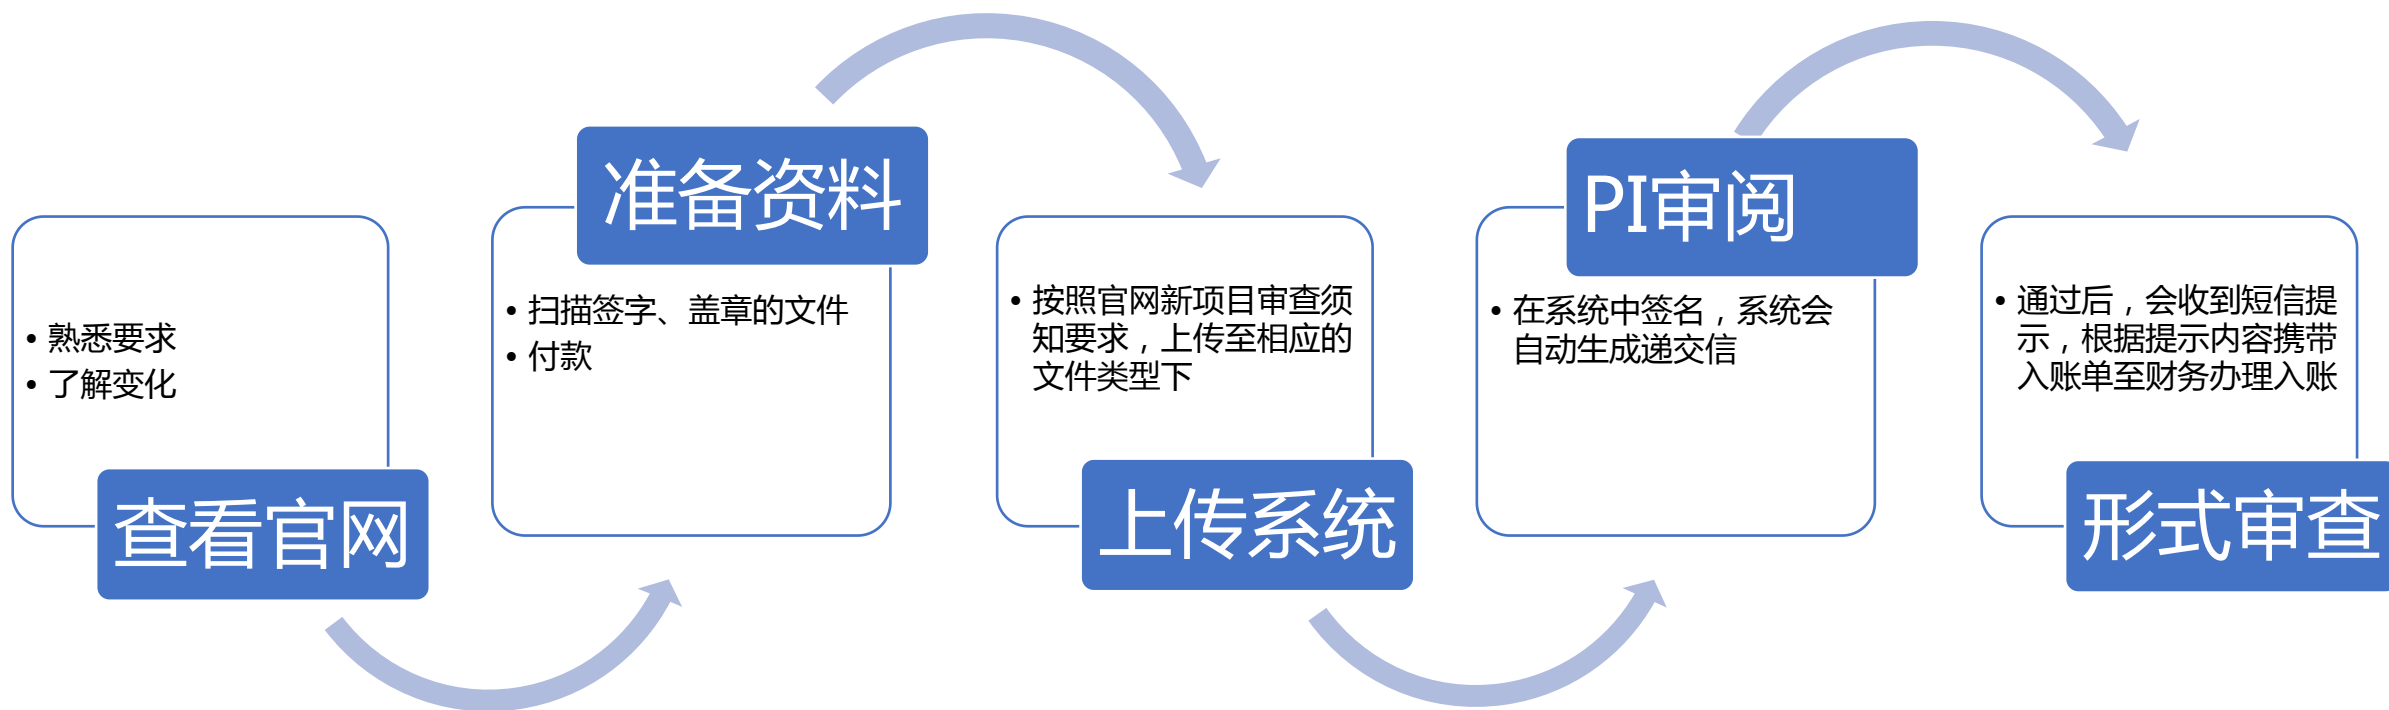 • 熟悉要求
• 了解变化
查看官网
准备资料
• 扫描签字、盖章的文件
• 付款
• 按照官网新项目审查须
知要求，上传至相应的
文件类型下
上传系统
PI审阅
• 在系统中签名，系统会
自动生成递交信
• 通过后，会收到短信提
示，根据提示内容携带
入账单至财务办理入账
形式审查